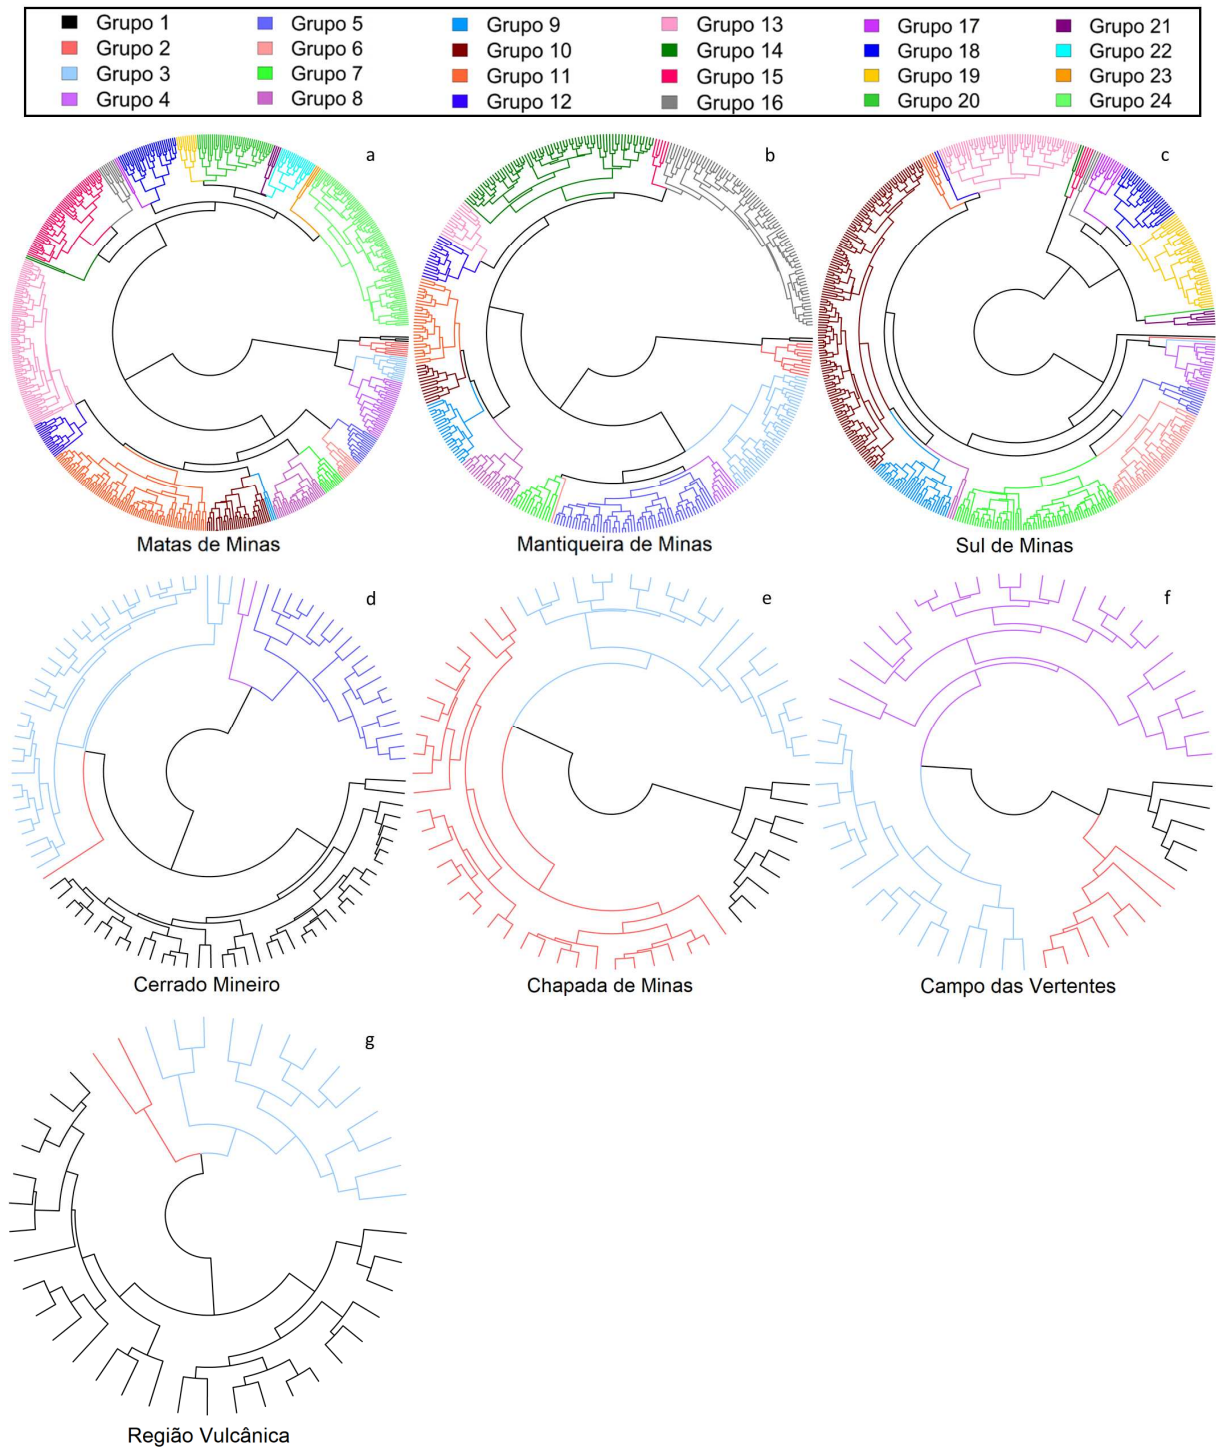 Grupo 1 Grupo 5 Grupo 9 Grupo 13 Grupo 17 Grupo 21
Grupo 2 Grupo 6 Grupo 10 Grupo 14 Grupo 18 Grupo 22
Grupo 3 Grupo 7 Grupo 11 Grupo 15 Grupo 19 Grupo 23
Grupo 4 Grupo 8 Grupo 12 Grupo 16 Grupo 20 Grupo 24
a b c
Matas de Minas Mantiqueira de Minas Sul de Minas
d e f
Cerrado Mineiro Chapada de Minas Campo das Vertentes
g
Região Vulcânica